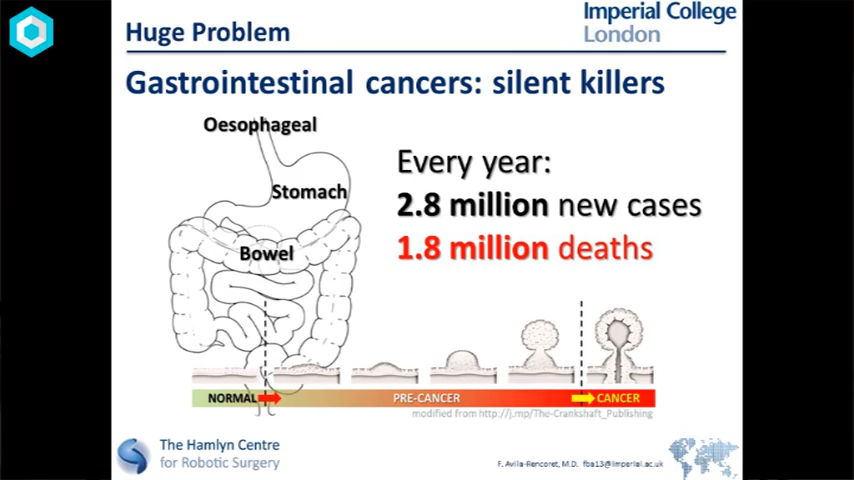 Huge Problem
Imperial College
London
Gastrointestinal cancers: silent killers
Oesophageal
Stomach
Bowel
Every year:
2.8 million new cases
1.8 million deaths
NORMAL
PRE-CANCER
CANCER
modified from http://j.mp/The-Crankshaft_Publishing
The Hamlyn Centre
for Robotic Surgery
F. Avila-Rencoret, M.D. fba13@imperial.ac.uk